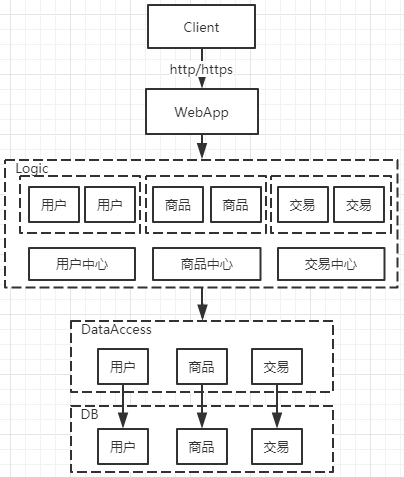 Client
http/https
WebApp
Logic
用户 用户 商品 商品 交易 交易
用户中心 商品中心 交易中心
DataAccess
用户 商品 交易
DB
用户 商品 交易